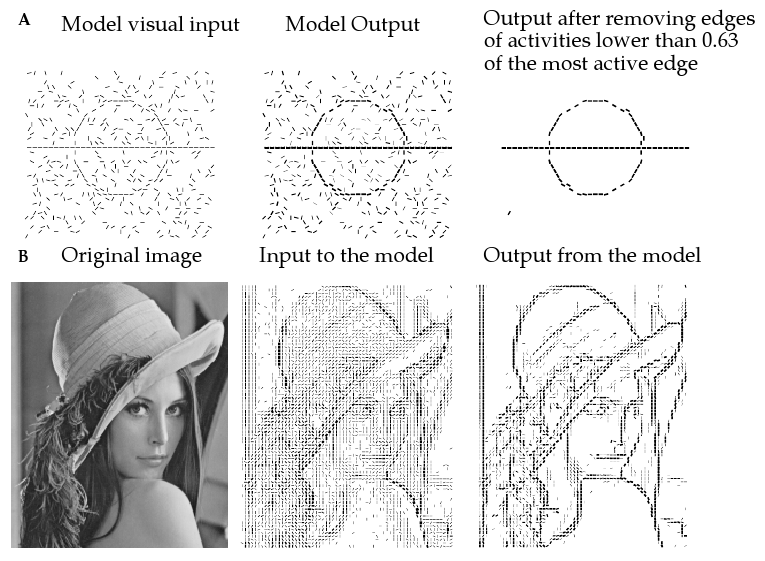 A
Model visual input
Model Output
Output after removing edges
of activities lower than 0.63
of the most active edge
B
Original image
Input to the model
Output from the model